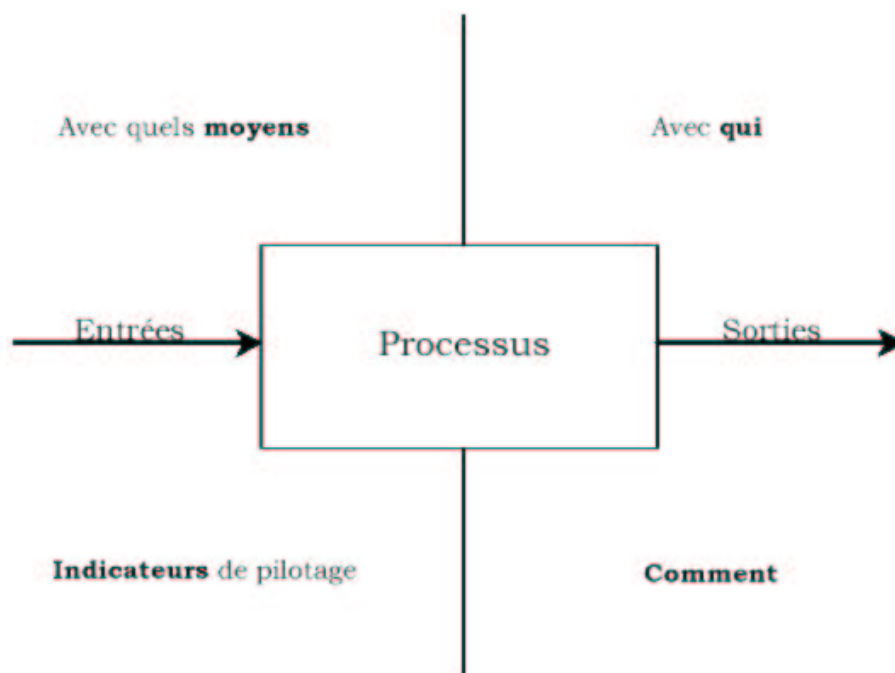 Avec quels moyens
Avec qui
Entrées
Processus
Sorties
Indicateurs de pilotage
Comment